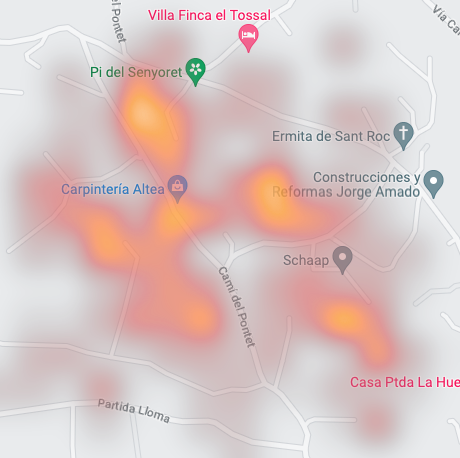 el Pontet
Villa Finca el Tossal
Via Ca
Pi del Senyoret
Ermita de Sant Roc
Construcciones y
Reformas Jorge Amado
Carpintería Altea
Schaap
Camí del Pontet
Casa Ptda La Hue
Partida Lloma